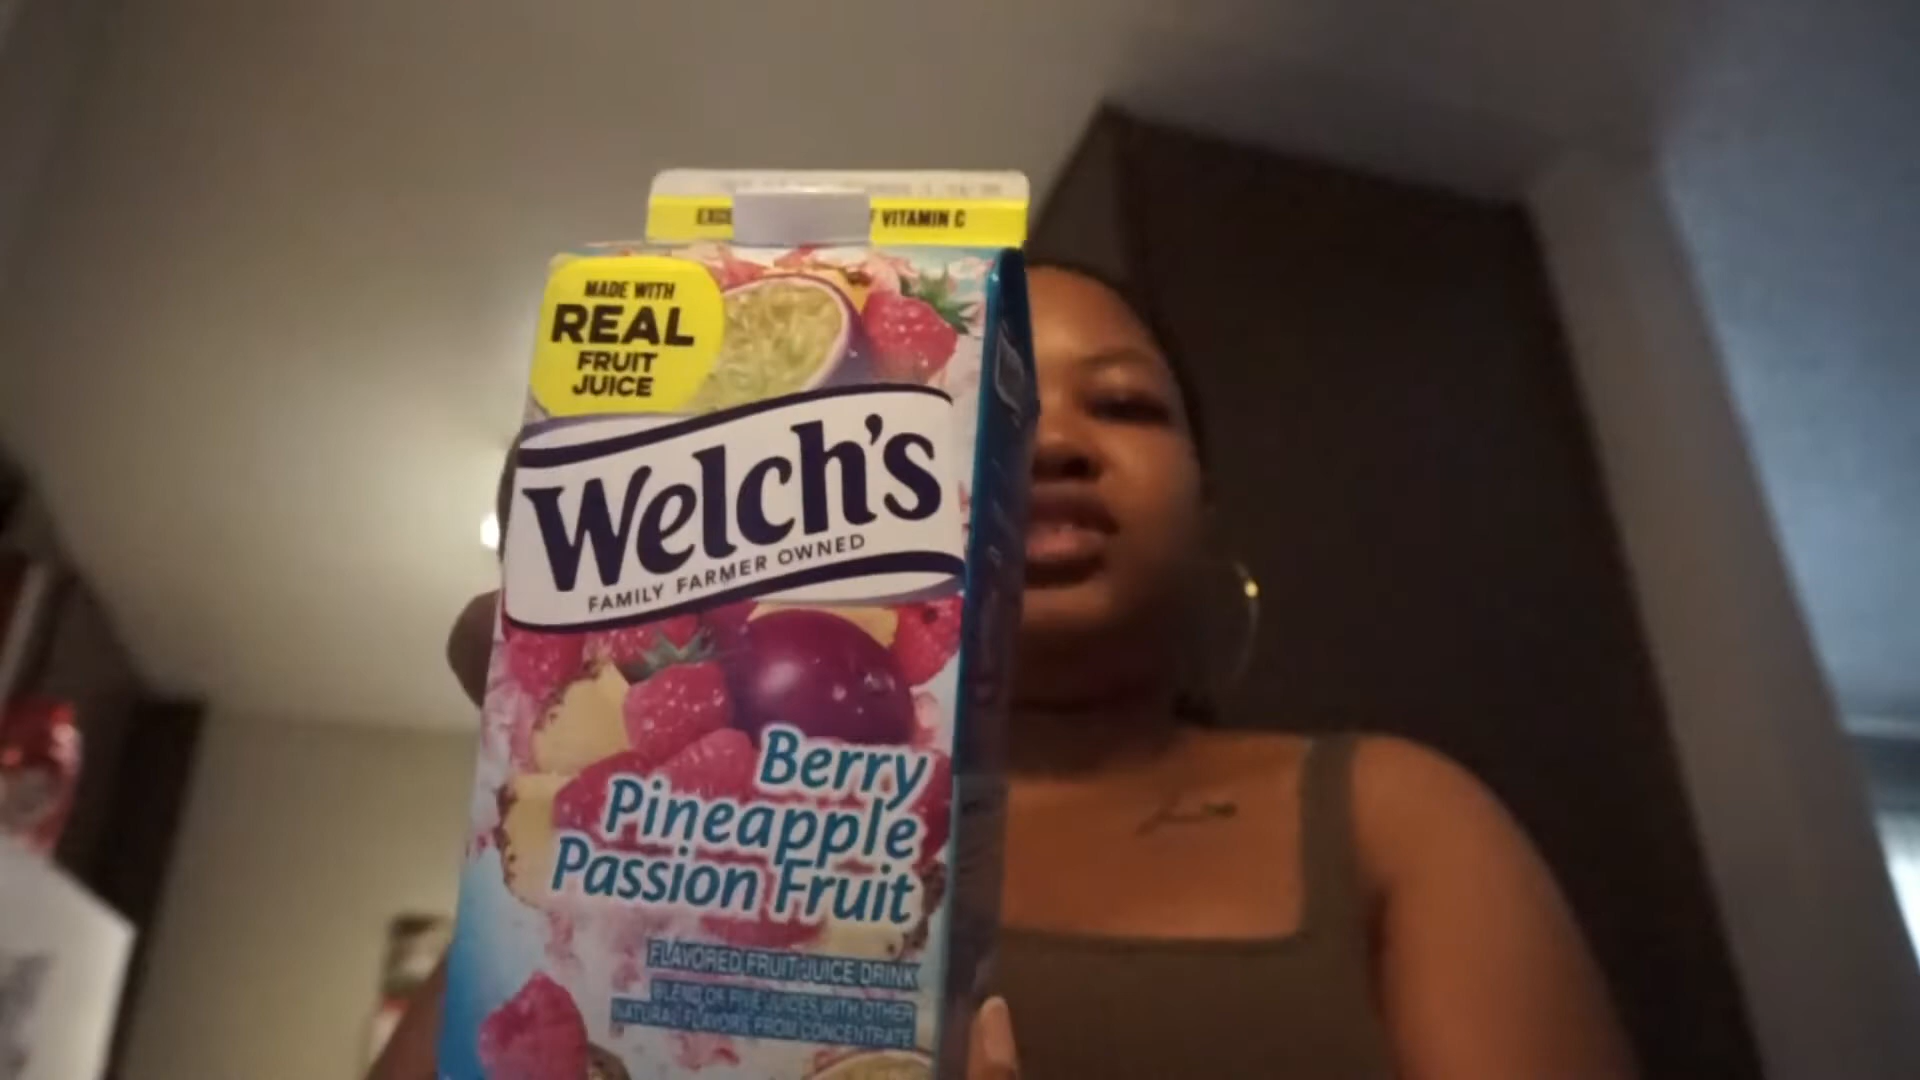 VITAMIN C
MADE WITH
REAL
FRUIT
JUICE
Welch's
FAMILY FARMER OWNED
Berry
Pineapple
Passion Fruit
FLAVORED FRUIT JUICE DRINK
BLEND OF FIVE JUICES WITH OTHER
NATURAL FLAVORS FROM CONCENTRATE